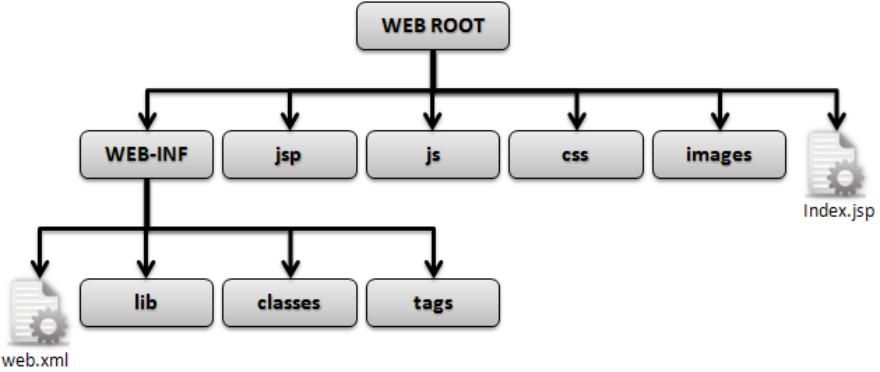 WEB ROOT
WEB-INF
jsp
js
css
images
Index.jsp
web.xml
lib
classes
tags